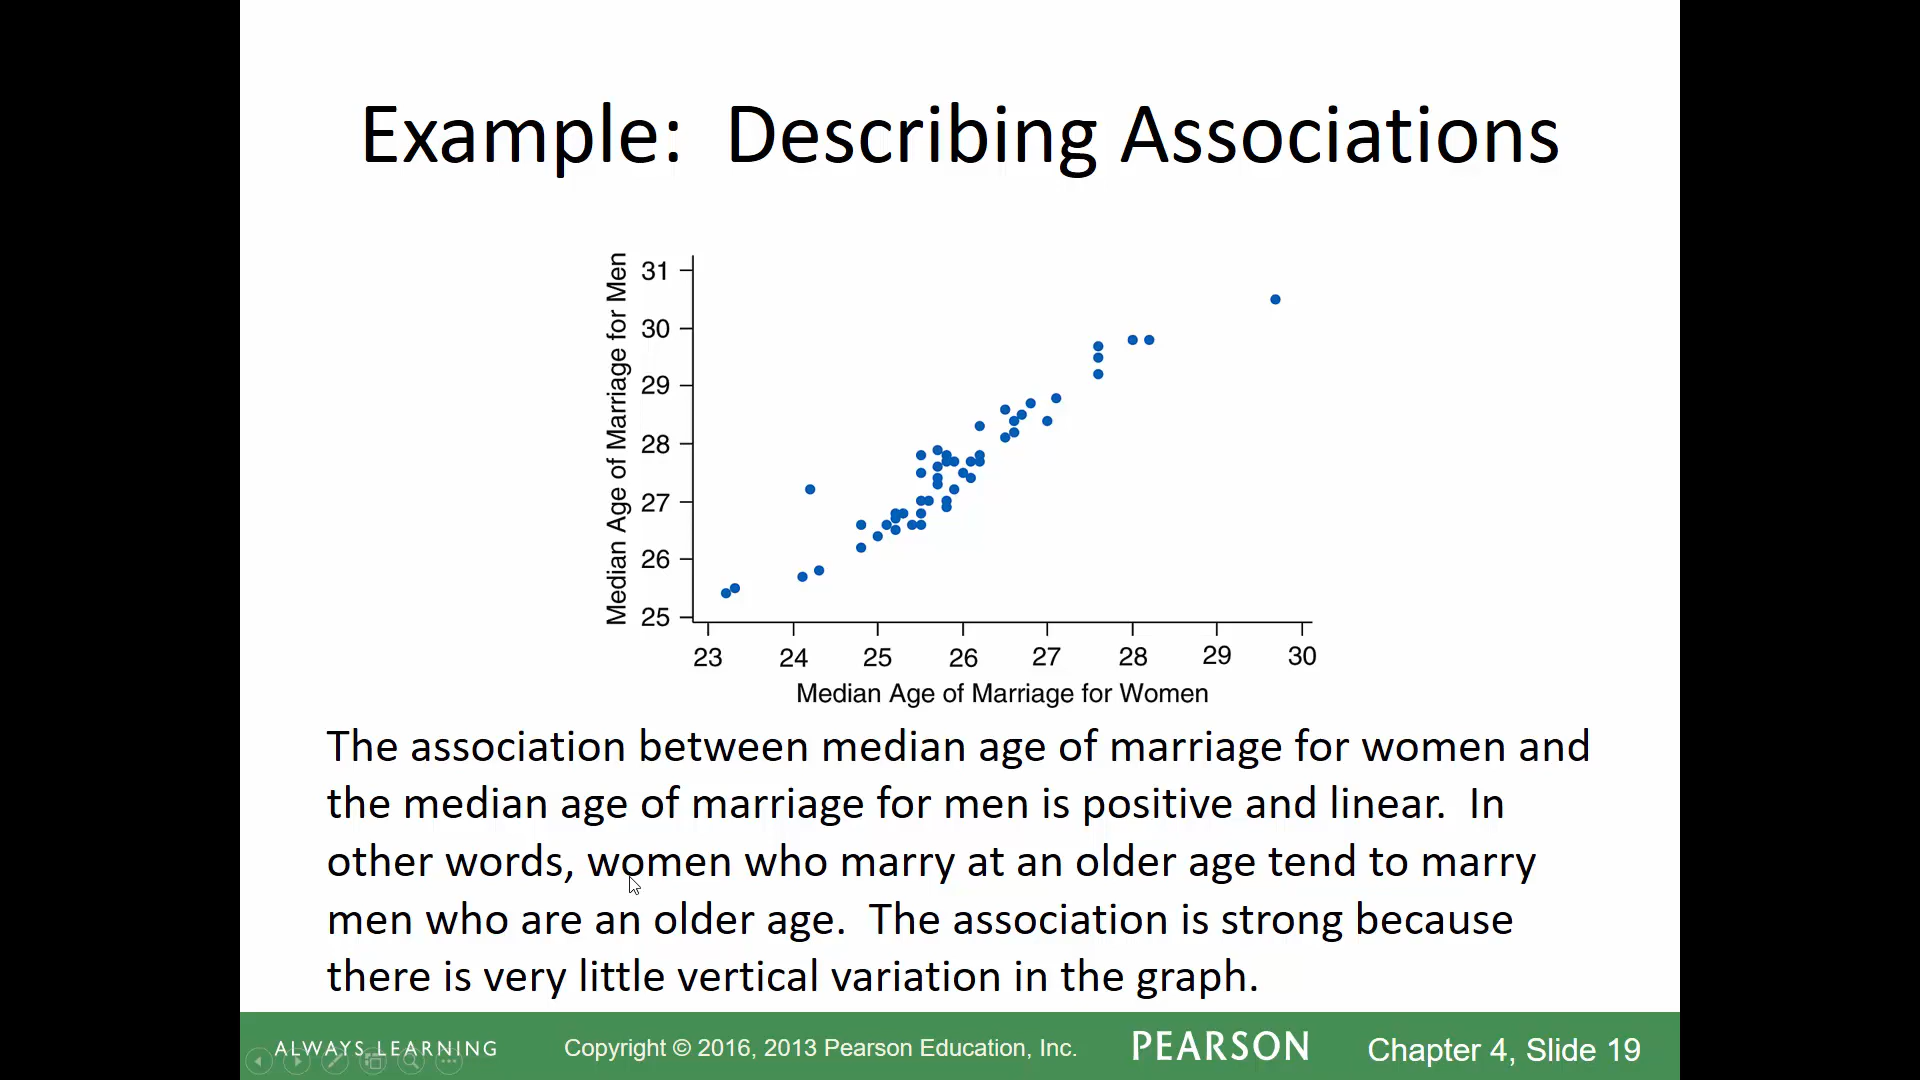 Example:  Describing Associations
Median Age of Marriage for Men
31
30
29
28
27
26
25
23 24 25 26 27 28 29 30
Median Age of Marriage for Women
The association between median age of marriage for women and
the median age of marriage for men is positive and linear.  In
other words, women who marry at an older age tend to marry
men who are an older age.  The association is strong because
there is very little vertical variation in the graph.
ALWAYS LEARNING
Copyright © 2016, 2013 Pearson Education, Inc.
PEARSON
Chapter 4, Slide 19